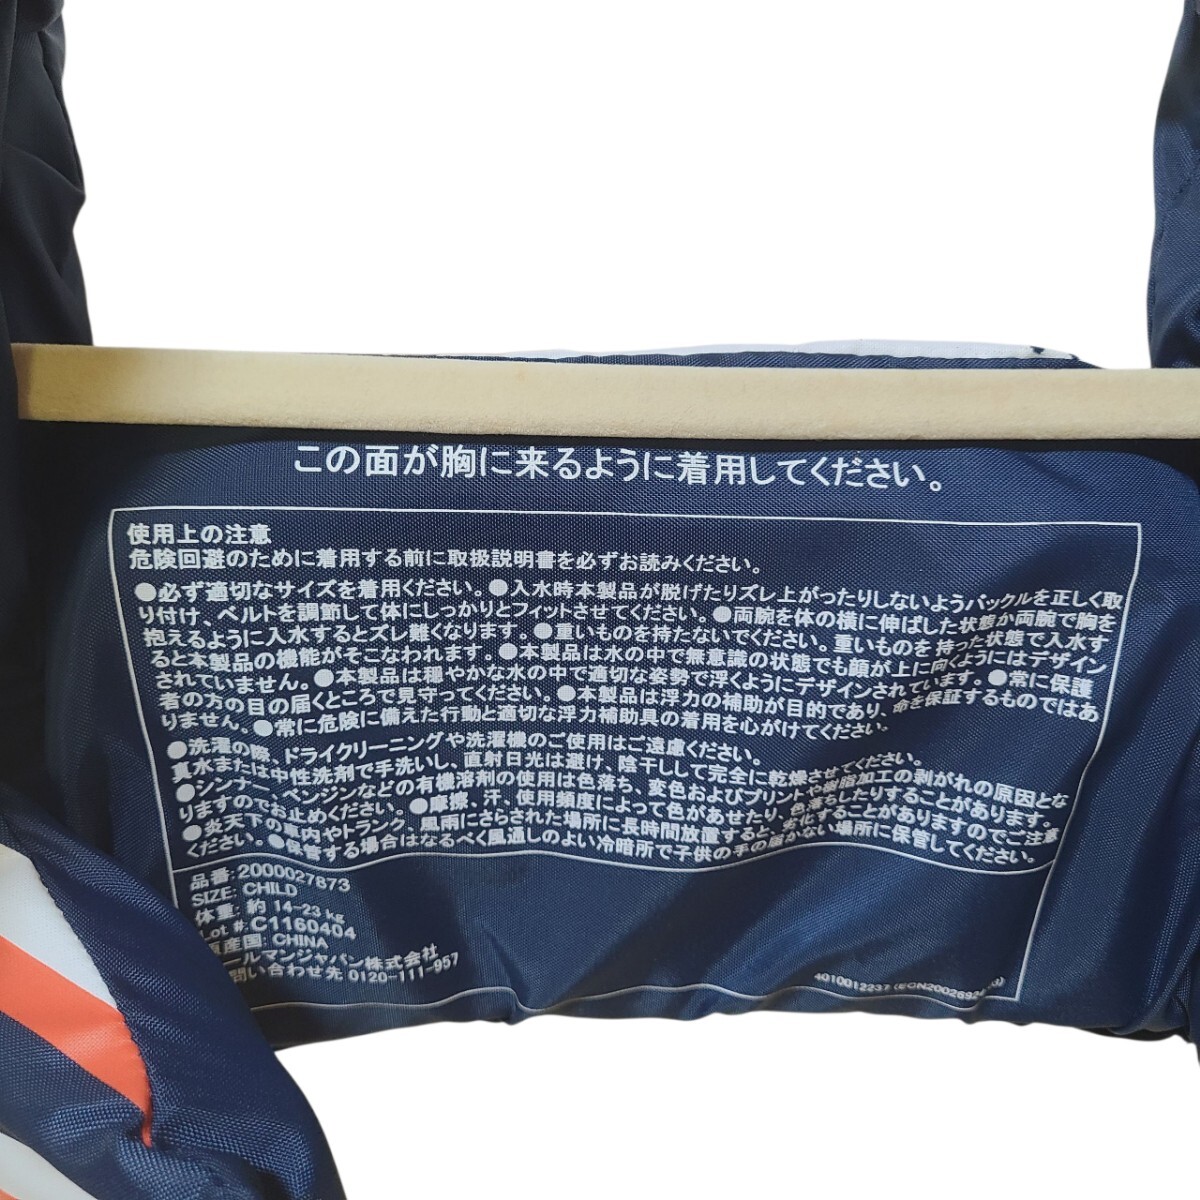 この面が胸に来るように着用してください。
使用上の注意
危険回避のために着用する前に取扱説明書を必ずお読みください。
●必ず適切なサイズを着用ください。●入水時本製品が脱げたりズレ上がったりしないようバックルを正しく取
り付け、ベルトを調節して体にしっかりとフィットさせてください。●両腕を体の横に伸ばした状態か両腕で胸を
抱えるように入水するとズレ難くなります。●重いものを持たないでください。重いものを持った状態で入水す
ると本製品の機能がそこなわれます。●本製品は水の中で無意識の状態でも顔が上に向くようにはデザイン
されていません。●本製品は穏やかな水の中で適切な姿勢で浮くようにデザインされています。●常に保護
者の方の目の届くところで見守ってください。●本製品は浮力の補助が目的であり、命を保証するものではあ
りません。●常に危険に備えた行動と適切な浮力補助具の着用を心がけてください。
●洗濯の際、ドライクリーニングや洗濯機のご使用はご遠慮ください。
真水または中性洗剤で手洗いし、直射日光は避け、陰干しして完全に乾燥させてください。
●シンナー、ベンジンなどの有機溶剤の使用は色落ち、変色およびプリントや樹脂加工の剥がれの原因とな
りますのでお止めください。●摩擦、汗、使用頻度によって色があせたり、色落ちしたりすることがあります。
●炎天下の車内やトランク、風雨にさらされた場所に長時間放置すると、劣化することがありますのでご注意
ください。●保管する場合はなるべく風通しのよい冷暗所で子供の手の届かない場所に保管してください。
品番: 2000027873
SIZE: CHILD
体重: 約 14-23 kg
Lot #: C1160404
原産国: CHINA
ールマンジャパン株式会社
問い合わせ先 0120-111-957
4010012237